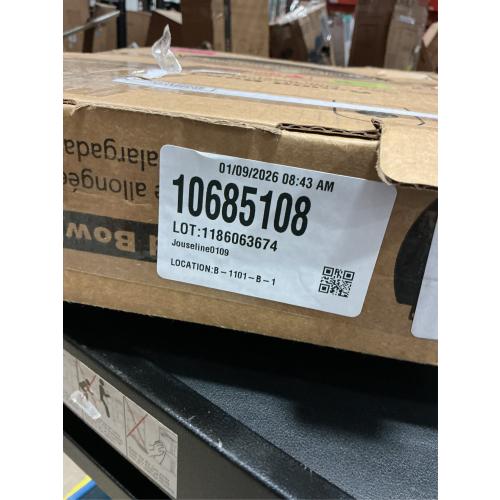 01/09/2026 08:43 AM
10685108
LOT:1186063674
Jouseline0109
LOCATION:B-1101-B-1
alargada
allongée
Bow